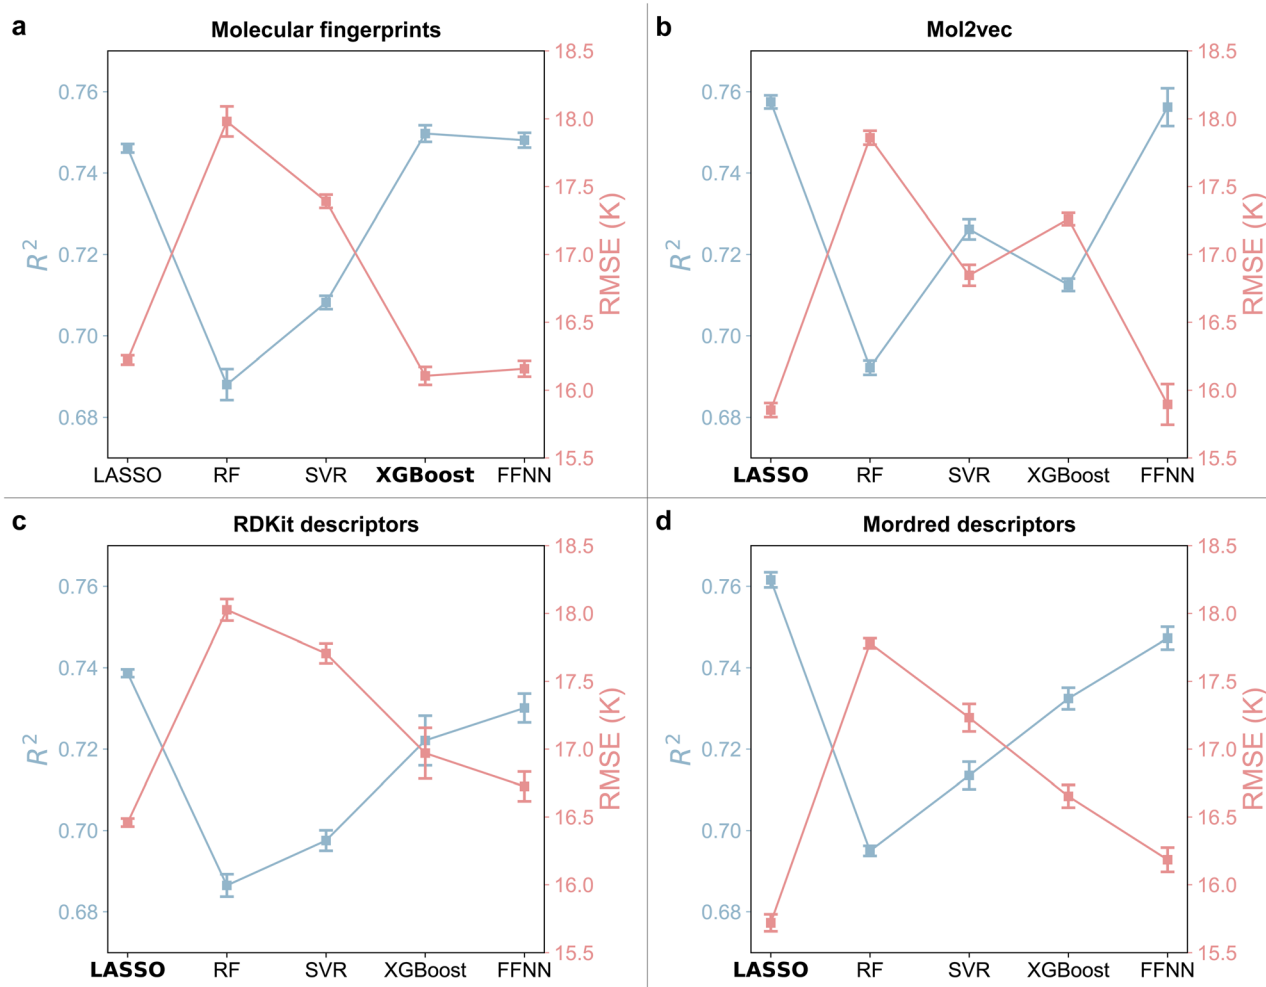 a
Molecular fingerprints
0.76
0.74
0.72
0.70
0.68
R²
18.5
18.0
17.5
17.0
16.5
16.0
15.5
RMSE (K)
LASSO RF SVR XGBoost FFNN
b
Mol2vec
0.76
0.74
0.72
0.70
0.68
R²
18.5
18.0
17.5
17.0
16.5
16.0
15.5
RMSE (K)
LASSO RF SVR XGBoost FFNN
c
RDKit descriptors
0.76
0.74
0.72
0.70
0.68
R²
18.5
18.0
17.5
17.0
16.5
16.0
15.5
RMSE (K)
LASSO RF SVR XGBoost FFNN
d
Mordred descriptors
0.76
0.74
0.72
0.70
0.68
R²
18.5
18.0
17.5
17.0
16.5
16.0
15.5
RMSE (K)
LASSO RF SVR XGBoost FFNN